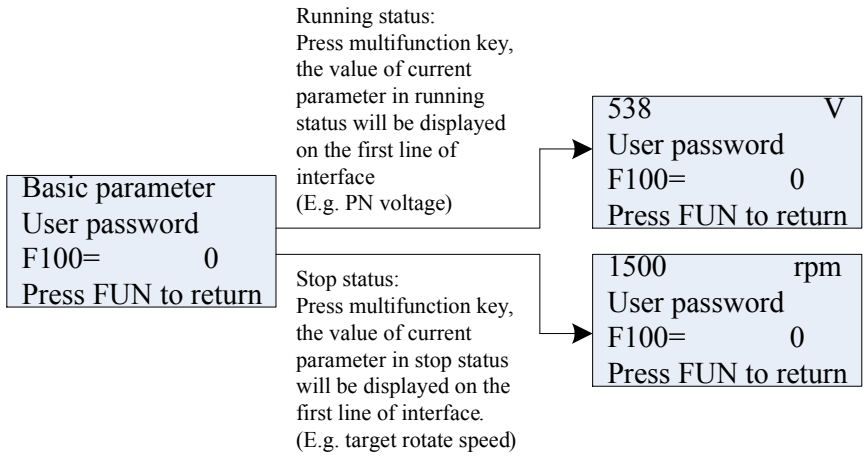 Basic parameter
User password
F100= 0
Press FUN to return
Running status:
Press multifunction key,
the value of current
parameter in running
status will be displayed
on the first line of
interface
(E.g. PN voltage)
538 V
User password
F100= 0
Press FUN to return
Stop status:
Press multifunction key,
the value of current
parameter in stop status
will be displayed on the
first line of interface.
(E.g. target rotate speed)
1500 rpm
User password
F100= 0
Press FUN to return